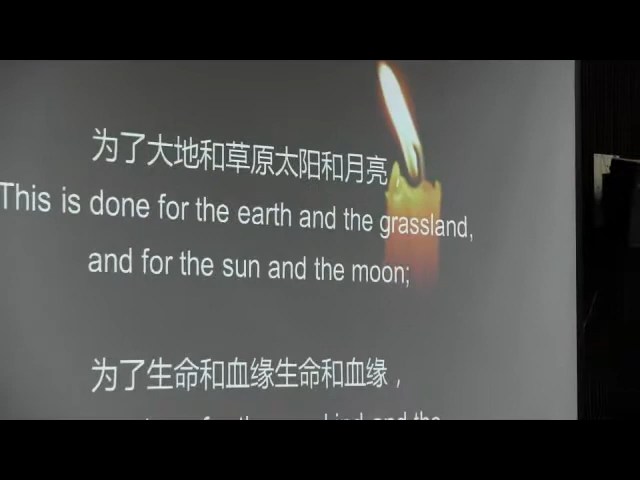 为了大地和草原太阳和月亮
This is done for the earth and the grassland,
and for the sun and the moon;
为了生命和血缘生命和血缘，
and the